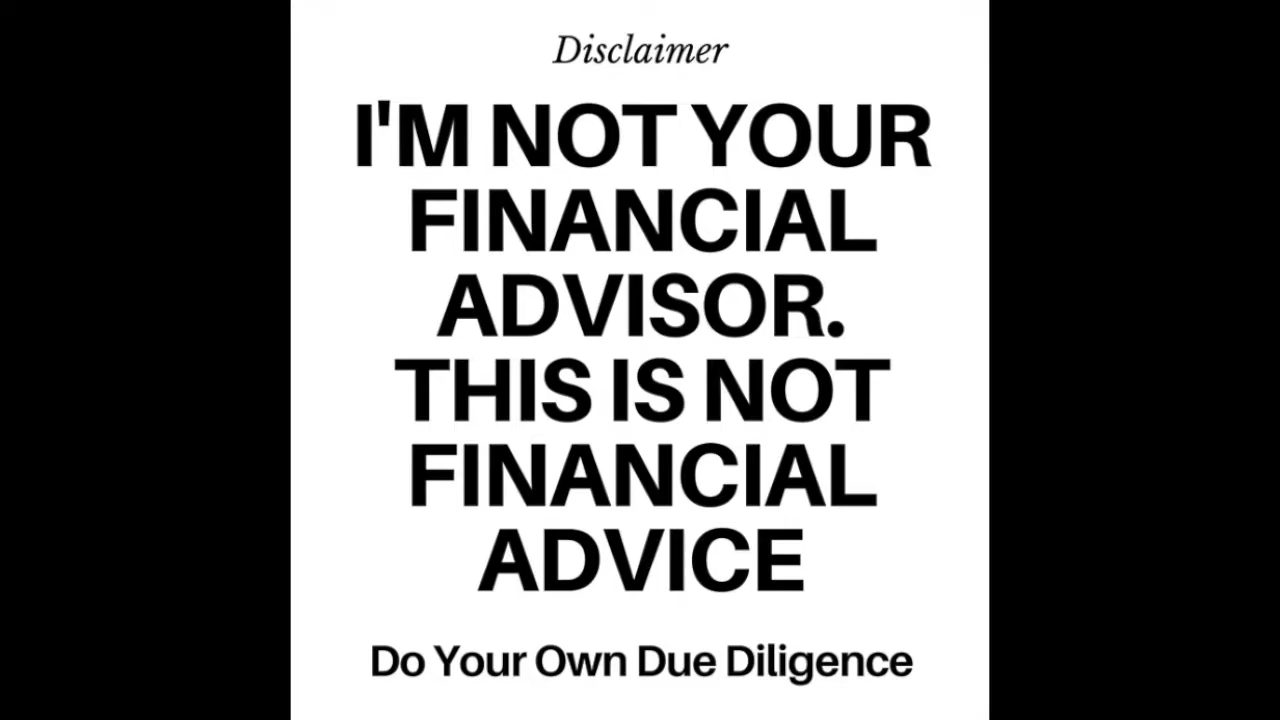 Disclaimer
I'M NOT YOUR
FINANCIAL
ADVISOR.
THIS IS NOT
FINANCIAL
ADVICE
Do Your Own Due Diligence